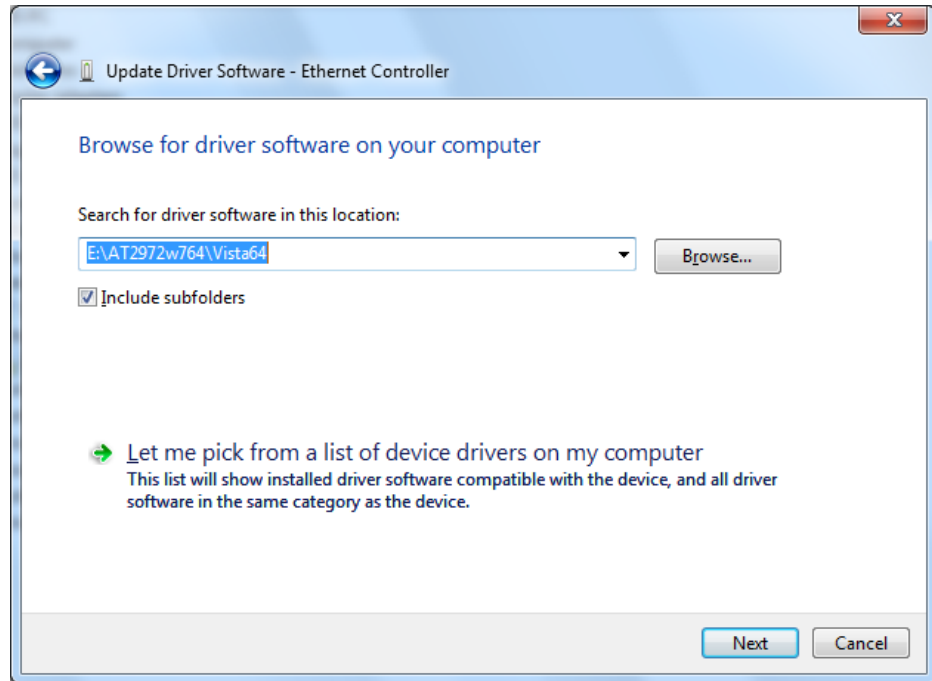 Update Driver Software - Ethernet Controller
Browse for driver software on your computer
Search for driver software in this location:
E:\AT2972w764\Vista64
Browse...
Include subfolders
Let me pick from a list of device drivers on my computer
This list will show installed driver software compatible with the device, and all driver
software in the same category as the device.
Next
Cancel